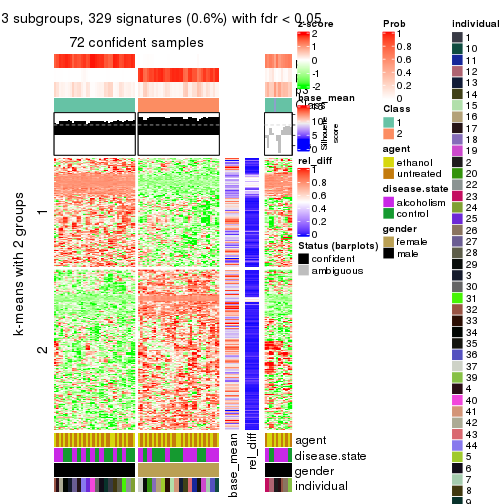 3 subgroups, 329 signatures (0.6%) with fdr < 0.05
72 confident samples
k-means with 2 groups
1
2
Silhouette
score
z-score
2
1
0
-1
-2
base_mean
15
10
5
0
rel_diff
1
0.8
0.6
0.4
0.2
0
Status (barplots)
confident
ambiguous
Prob
1
0.8
0.6
0.4
0.2
0
Class
1
2
agent
ethanol
untreated
disease.state
alcoholism
control
gender
female
male
individual
1
10
11
12
13
14
15
16
17
18
19
2
20
22
23
24
25
26
27
28
29
3
30
31
32
33
34
35
36
37
39
4
40
41
42
43
44
5
6
7
8
9
base_mean
rel_diff
agent
disease.state
gender
individual